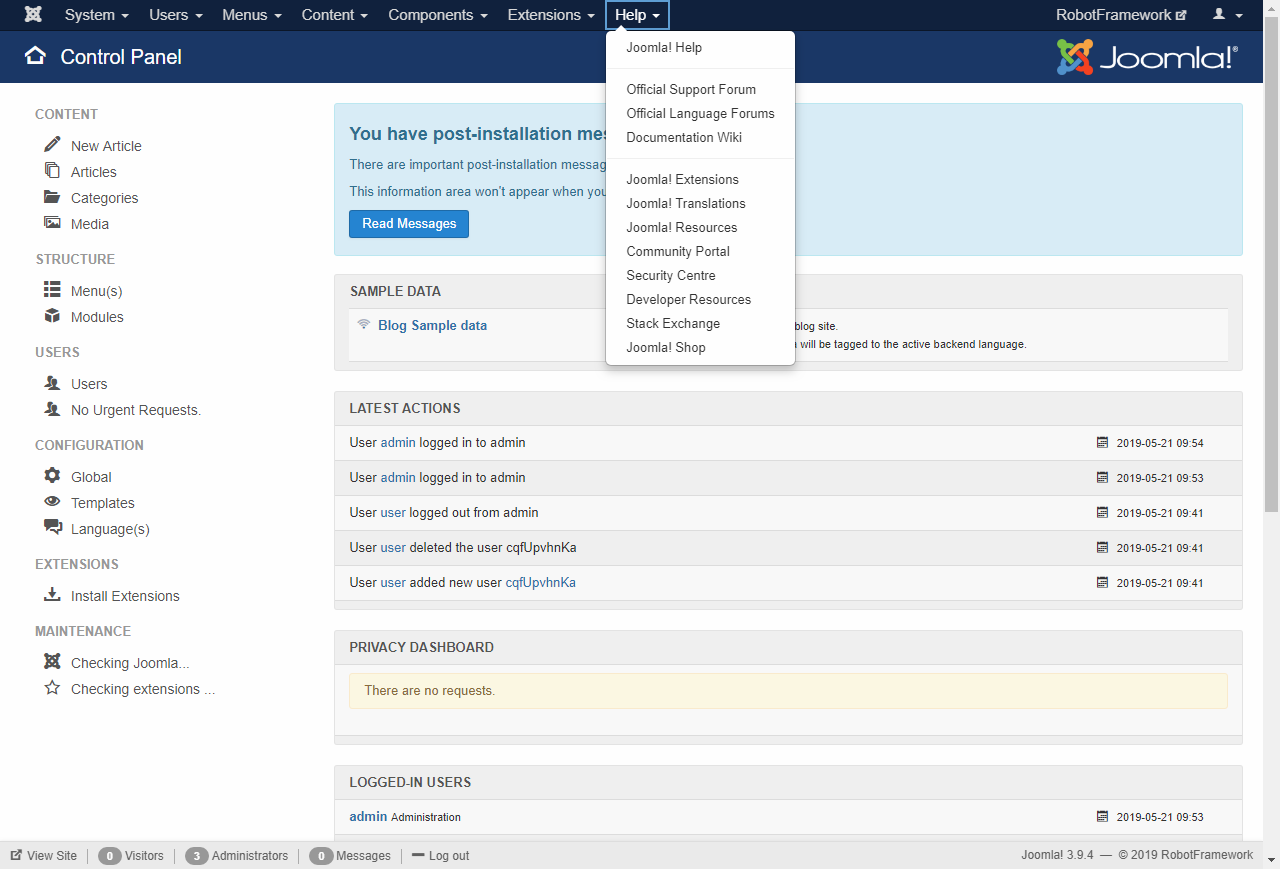 System Users Menus Content Components Extensions Help RobotFramework
Control Panel Joomla!®
Joomla! Help
Official Support Forum
Official Language Forums
Documentation Wiki
Joomla! Extensions
Joomla! Translations
Joomla! Resources
Community Portal
Security Centre
Developer Resources
Stack Exchange
Joomla! Shop
CONTENT
New Article
Articles
Categories
Media
STRUCTURE
Menu(s)
Modules
USERS
Users
No Urgent Requests.
CONFIGURATION
Global
Templates
Language(s)
EXTENSIONS
Install Extensions
MAINTENANCE
Checking Joomla...
Checking extensions ...
You have post-installation
There are important post-installation
This information area won't appear when you
Read Messages
SAMPLE DATA
Blog Sample data blog site.
will be tagged to the active backend language.
LATEST ACTIONS
User admin logged in to admin 2019-05-21 09:54
User admin logged in to admin 2019-05-21 09:53
User user logged out from admin 2019-05-21 09:41
User user deleted the user cqfUpvhnKa 2019-05-21 09:41
User user added new user cqfUpvhnKa 2019-05-21 09:41
PRIVACY DASHBOARD
There are no requests.
LOGGED-IN USERS
admin Administration 2019-05-21 09:53
View Site 0 Visitors 3 Administrators 0 Messages Log out Joomla! 3.9.4 — © 2019 RobotFramework